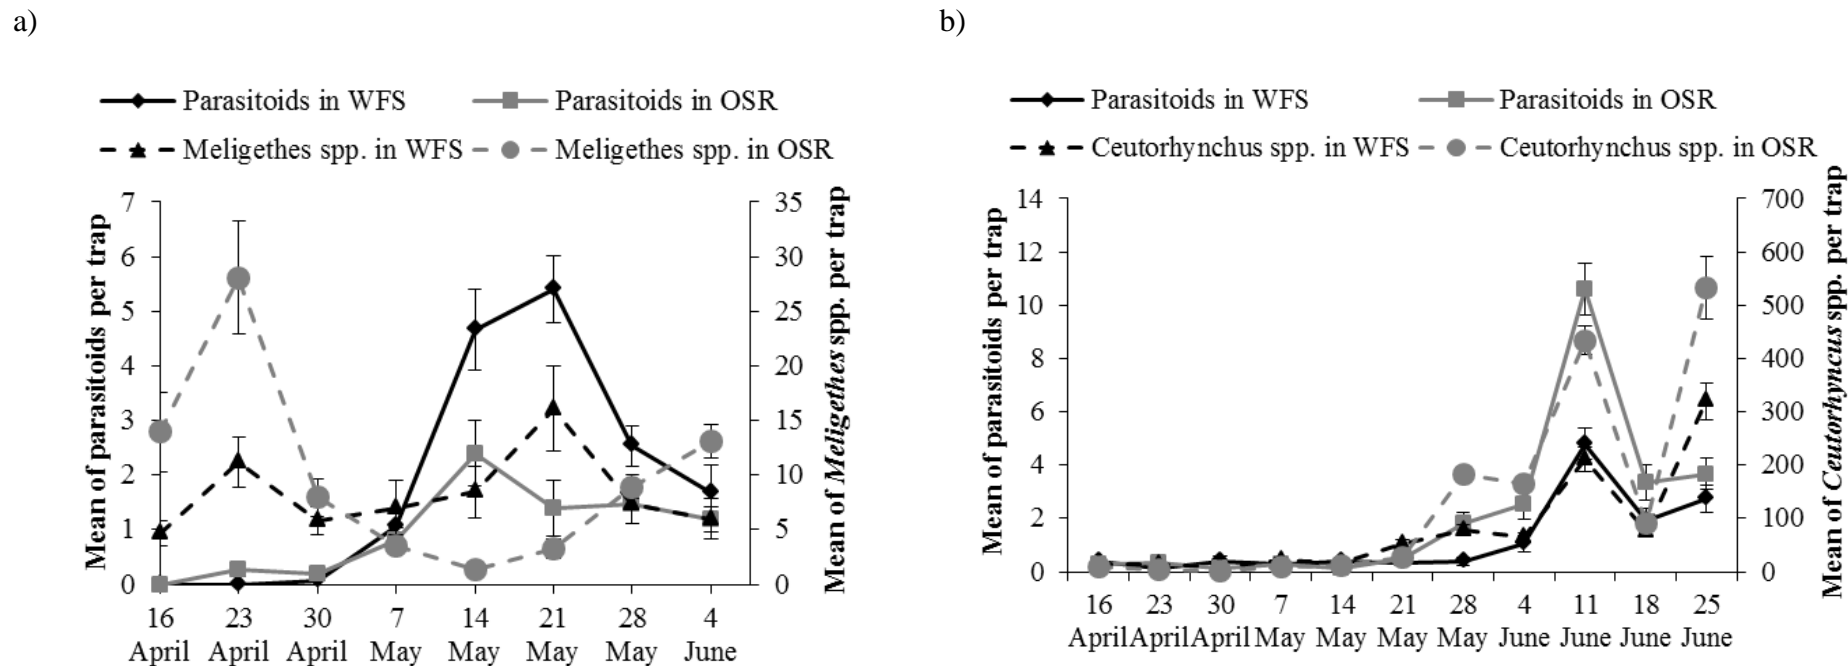 a)
Parasitoids in WFS
Parasitoids in OSR
Meligethes spp. in WFS
Meligethes spp. in OSR
Mean of parasitoids per trap
7
6
5
4
3
2
1
0
35
30
25
20
15
10
5
0
Mean of Meligethes spp. per trap
16 23 30 7 14 21 28 4
April April April May May May May June
b)
Parasitoids in WFS
Parasitoids in OSR
Ceutorhynchus spp. in WFS
Ceutorhynchus spp. in OSR
Mean of parasitoids per trap
14
12
10
8
6
4
2
0
700
600
500
400
300
200
100
0
Mean of Ceutorhyncus spp. per trap
16 23 30 7 14 21 28 4 11 18 25
April April April May May May May June June June June